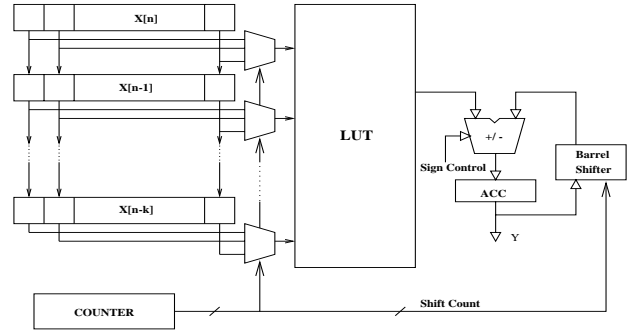 X[n]
X[n-1]
LUT
+/ -
Barrel
Shifter
Sign Control
ACC
X[n-k]
Y
Shift Count
COUNTER